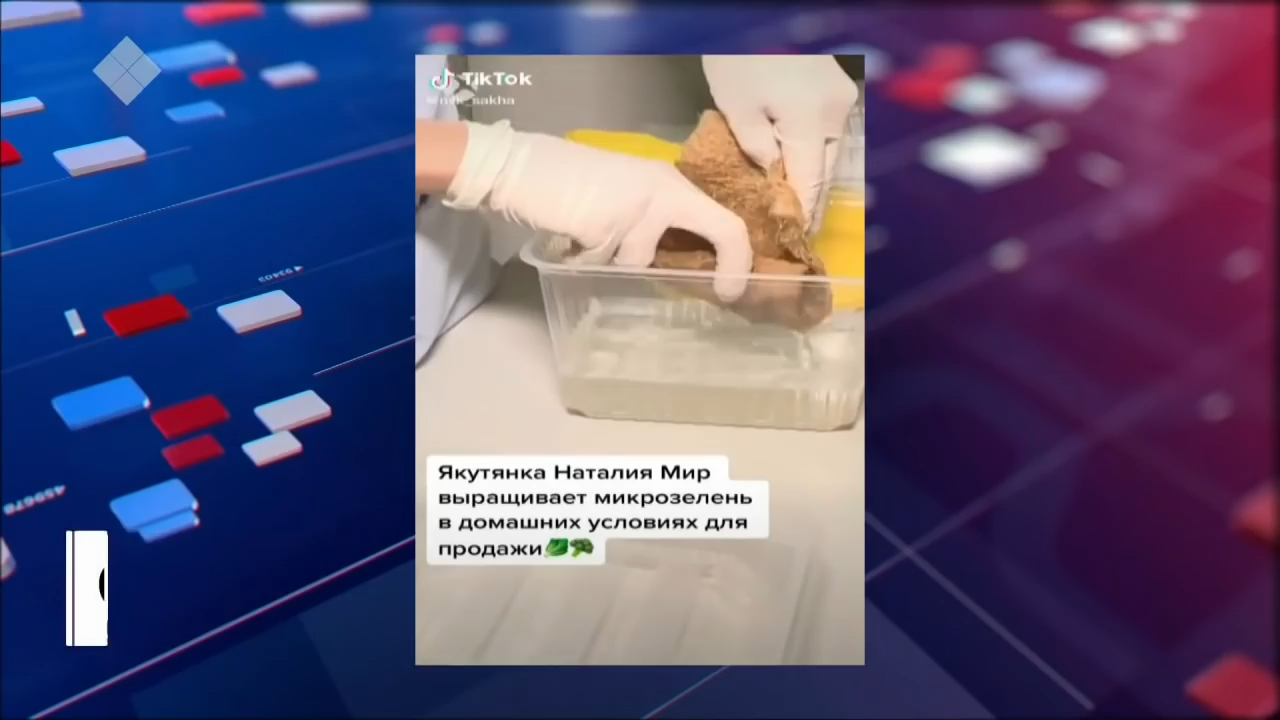 TikTok
Якутянка Наталия Мир
выращивает микрозелень
в домашних условиях для
продажи🥬🥦